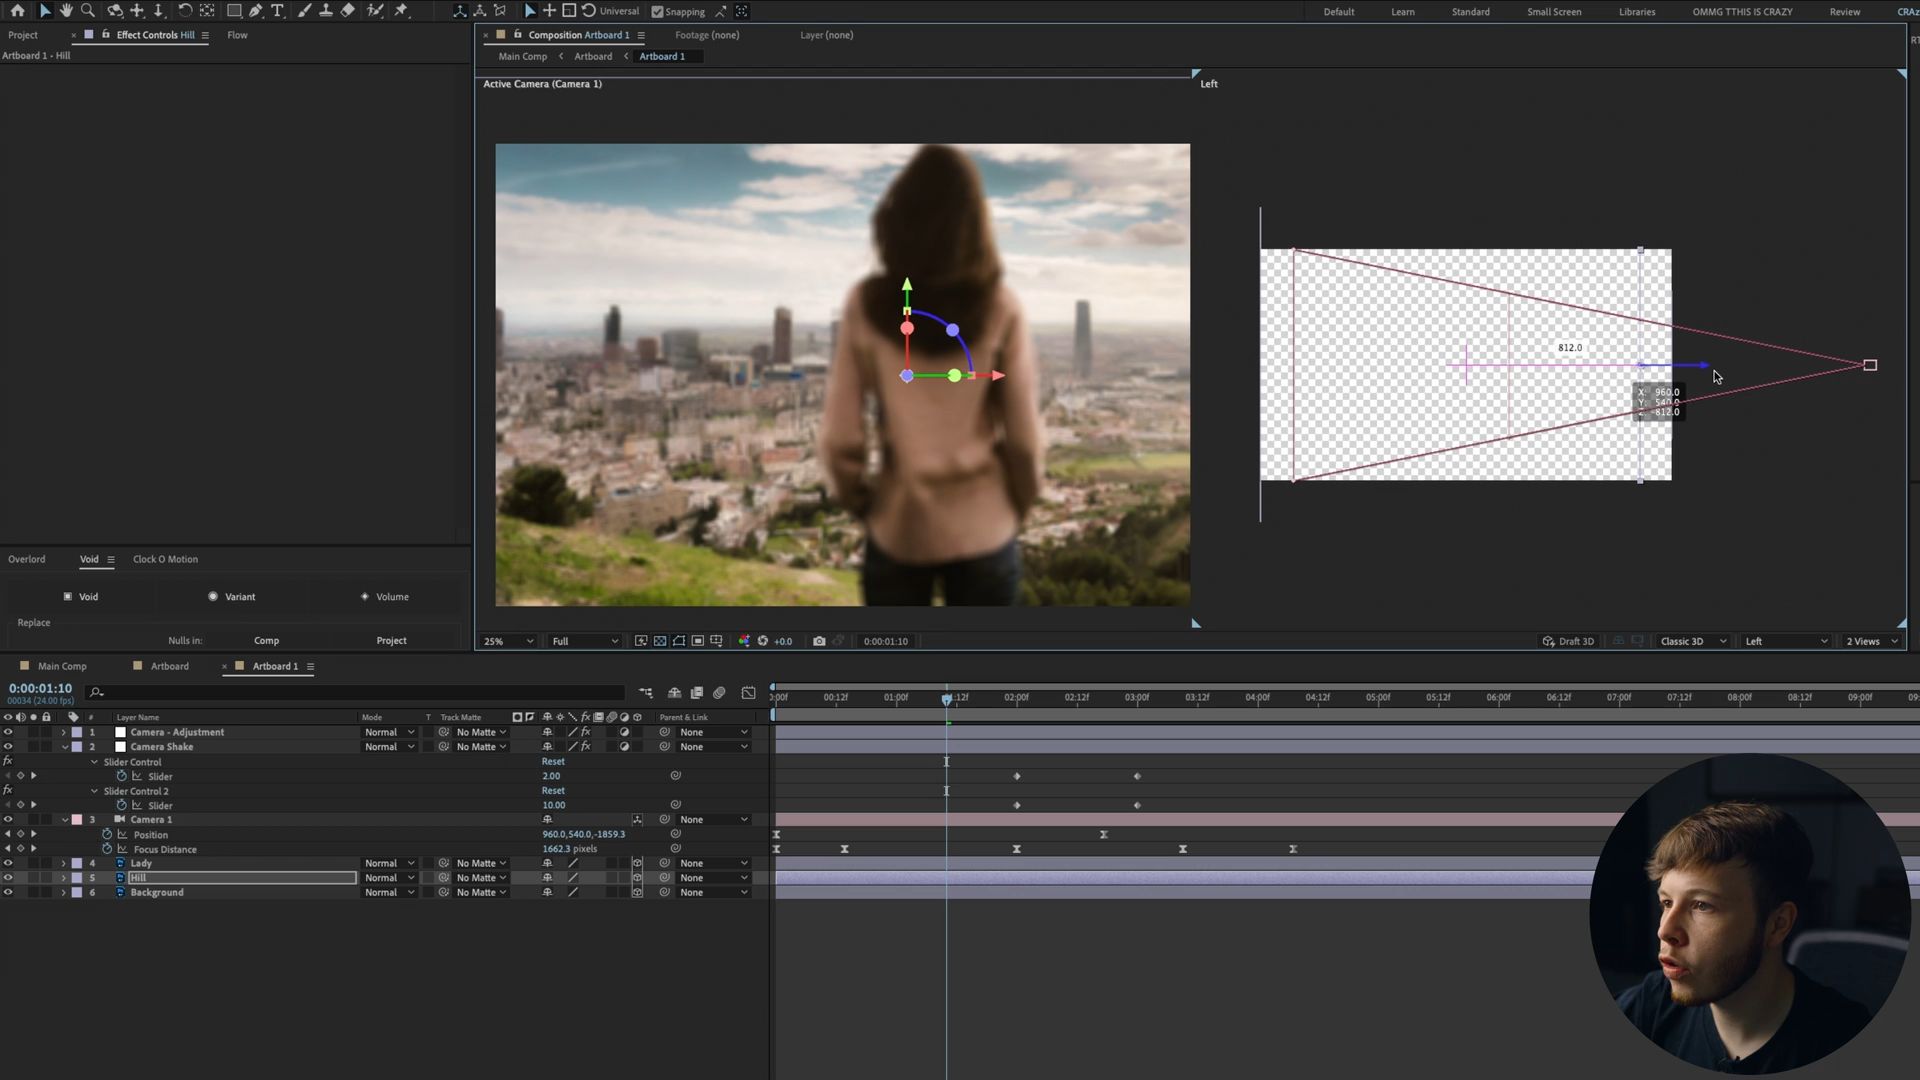 Universal Snapping Default Learn Standard Small Screen Libraries OMMG TTHIS IS CRAZY Review CRAz
Project × Effect Controls Hill Flow × Composition Artboard 1 Footage (none) Layer (none)
Artboard 1 • Hill Main Comp Artboard Artboard 1
Active Camera (Camera 1) Left
812.0
X: 960.0
Y: 540.0
Z: -812.0
Overlord Void Clock O Motion
Void Variant Volume
Replace
Nulls in: Comp Project
25% Full +0.0 0:00:01:10 Draft 3D Classic 3D Left 2 Views
Main Comp Artboard × Artboard 1
0:00:01:10
00034 (24.00 fps)
:00f 00:12f 01:00f 1:12f 02:00f 02:12f 03:00f 03:12f 04:00f 04:12f 05:00f 05:12f 06:00f 06:12f 07:00f 07:12f 08:00f 08:12f 09:00f 09:
# Layer Name Mode T Track Matte fx Parent & Link
1 Camera - Adjustment Normal No Matte fx None
2 Camera Shake Normal No Matte fx None
fx Slider Control Reset
Slider 2.00
fx Slider Control 2 Reset
Slider 10.00
3 Camera 1 None
Position 960.0,540.0,-1859.3
Focus Distance 1662.3 pixels
4 Lady Normal No Matte None
5 Hill Normal No Matte None
6 Background Normal No Matte None